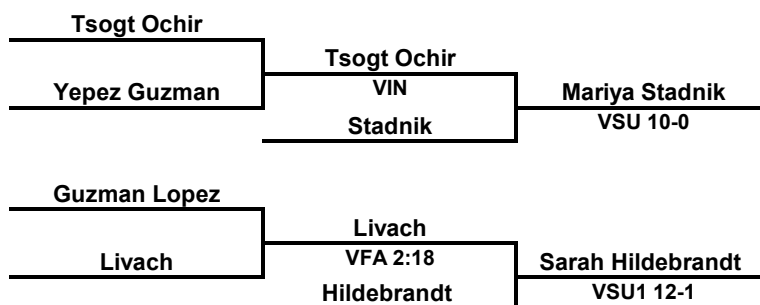 Tsogt Ochir
Tsogt Ochir
Yepez Guzman
VIN
Mariya Stadnik
Stadnik
VSU 10-0
Guzman Lopez
Livach
Livach
VFA 2:18
Sarah Hildebrandt
Hildebrandt
VSU1 12-1